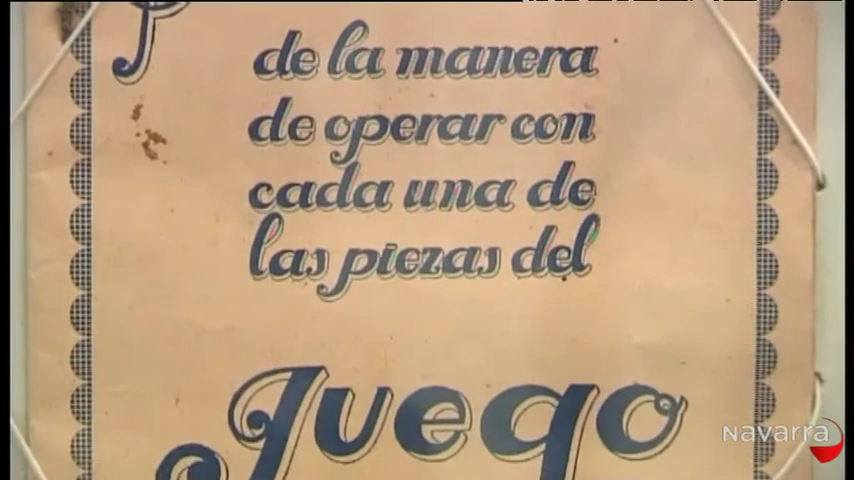 de la manera
de operar con
cada una de
las piezas del
Juego
Navarra